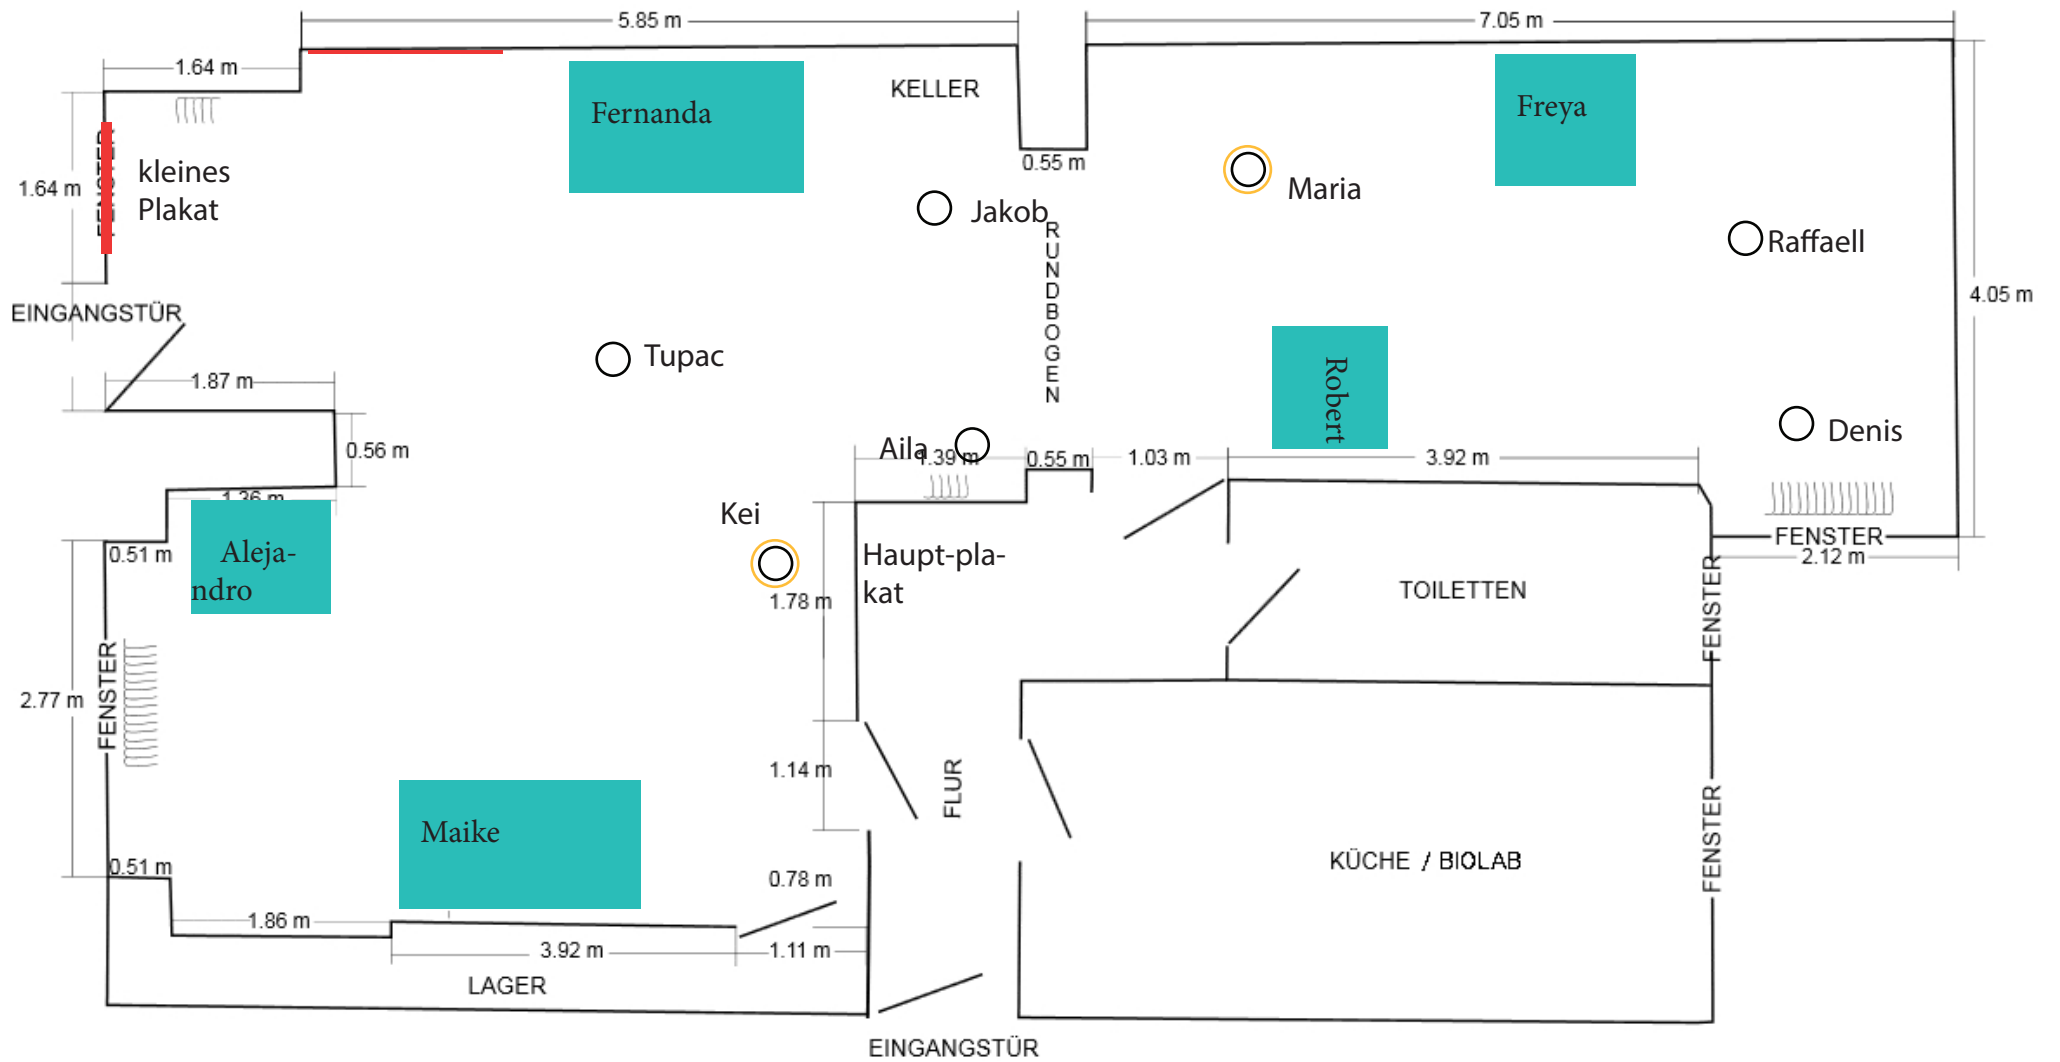 5.85 m
7.05 m
1.64 m
KELLER
Fernanda
Freya
FENSTER
kleines
Plakat
1.64 m
0.55 m
Maria
Jakob
RUNDBOGEN
Raffaell
4.05 m
EINGANGSTÜR
Tupac
1.87 m
Robert
0.56 m
Aila
1.39 m
0.55 m
1.03 m
3.92 m
Denis
1.36 m
Kei
0.51 m
Aleja-
ndro
Haupt-pla-
kat
1.78 m
FENSTER
2.12 m
TOILETTEN
FENSTER
2.77 m
FENSTER
1.14 m
FLUR
Maike
0.51 m
0.78 m
KÜCHE / BIOLAB
FENSTER
1.86 m
3.92 m
1.11 m
LAGER
EINGANGSTÜR